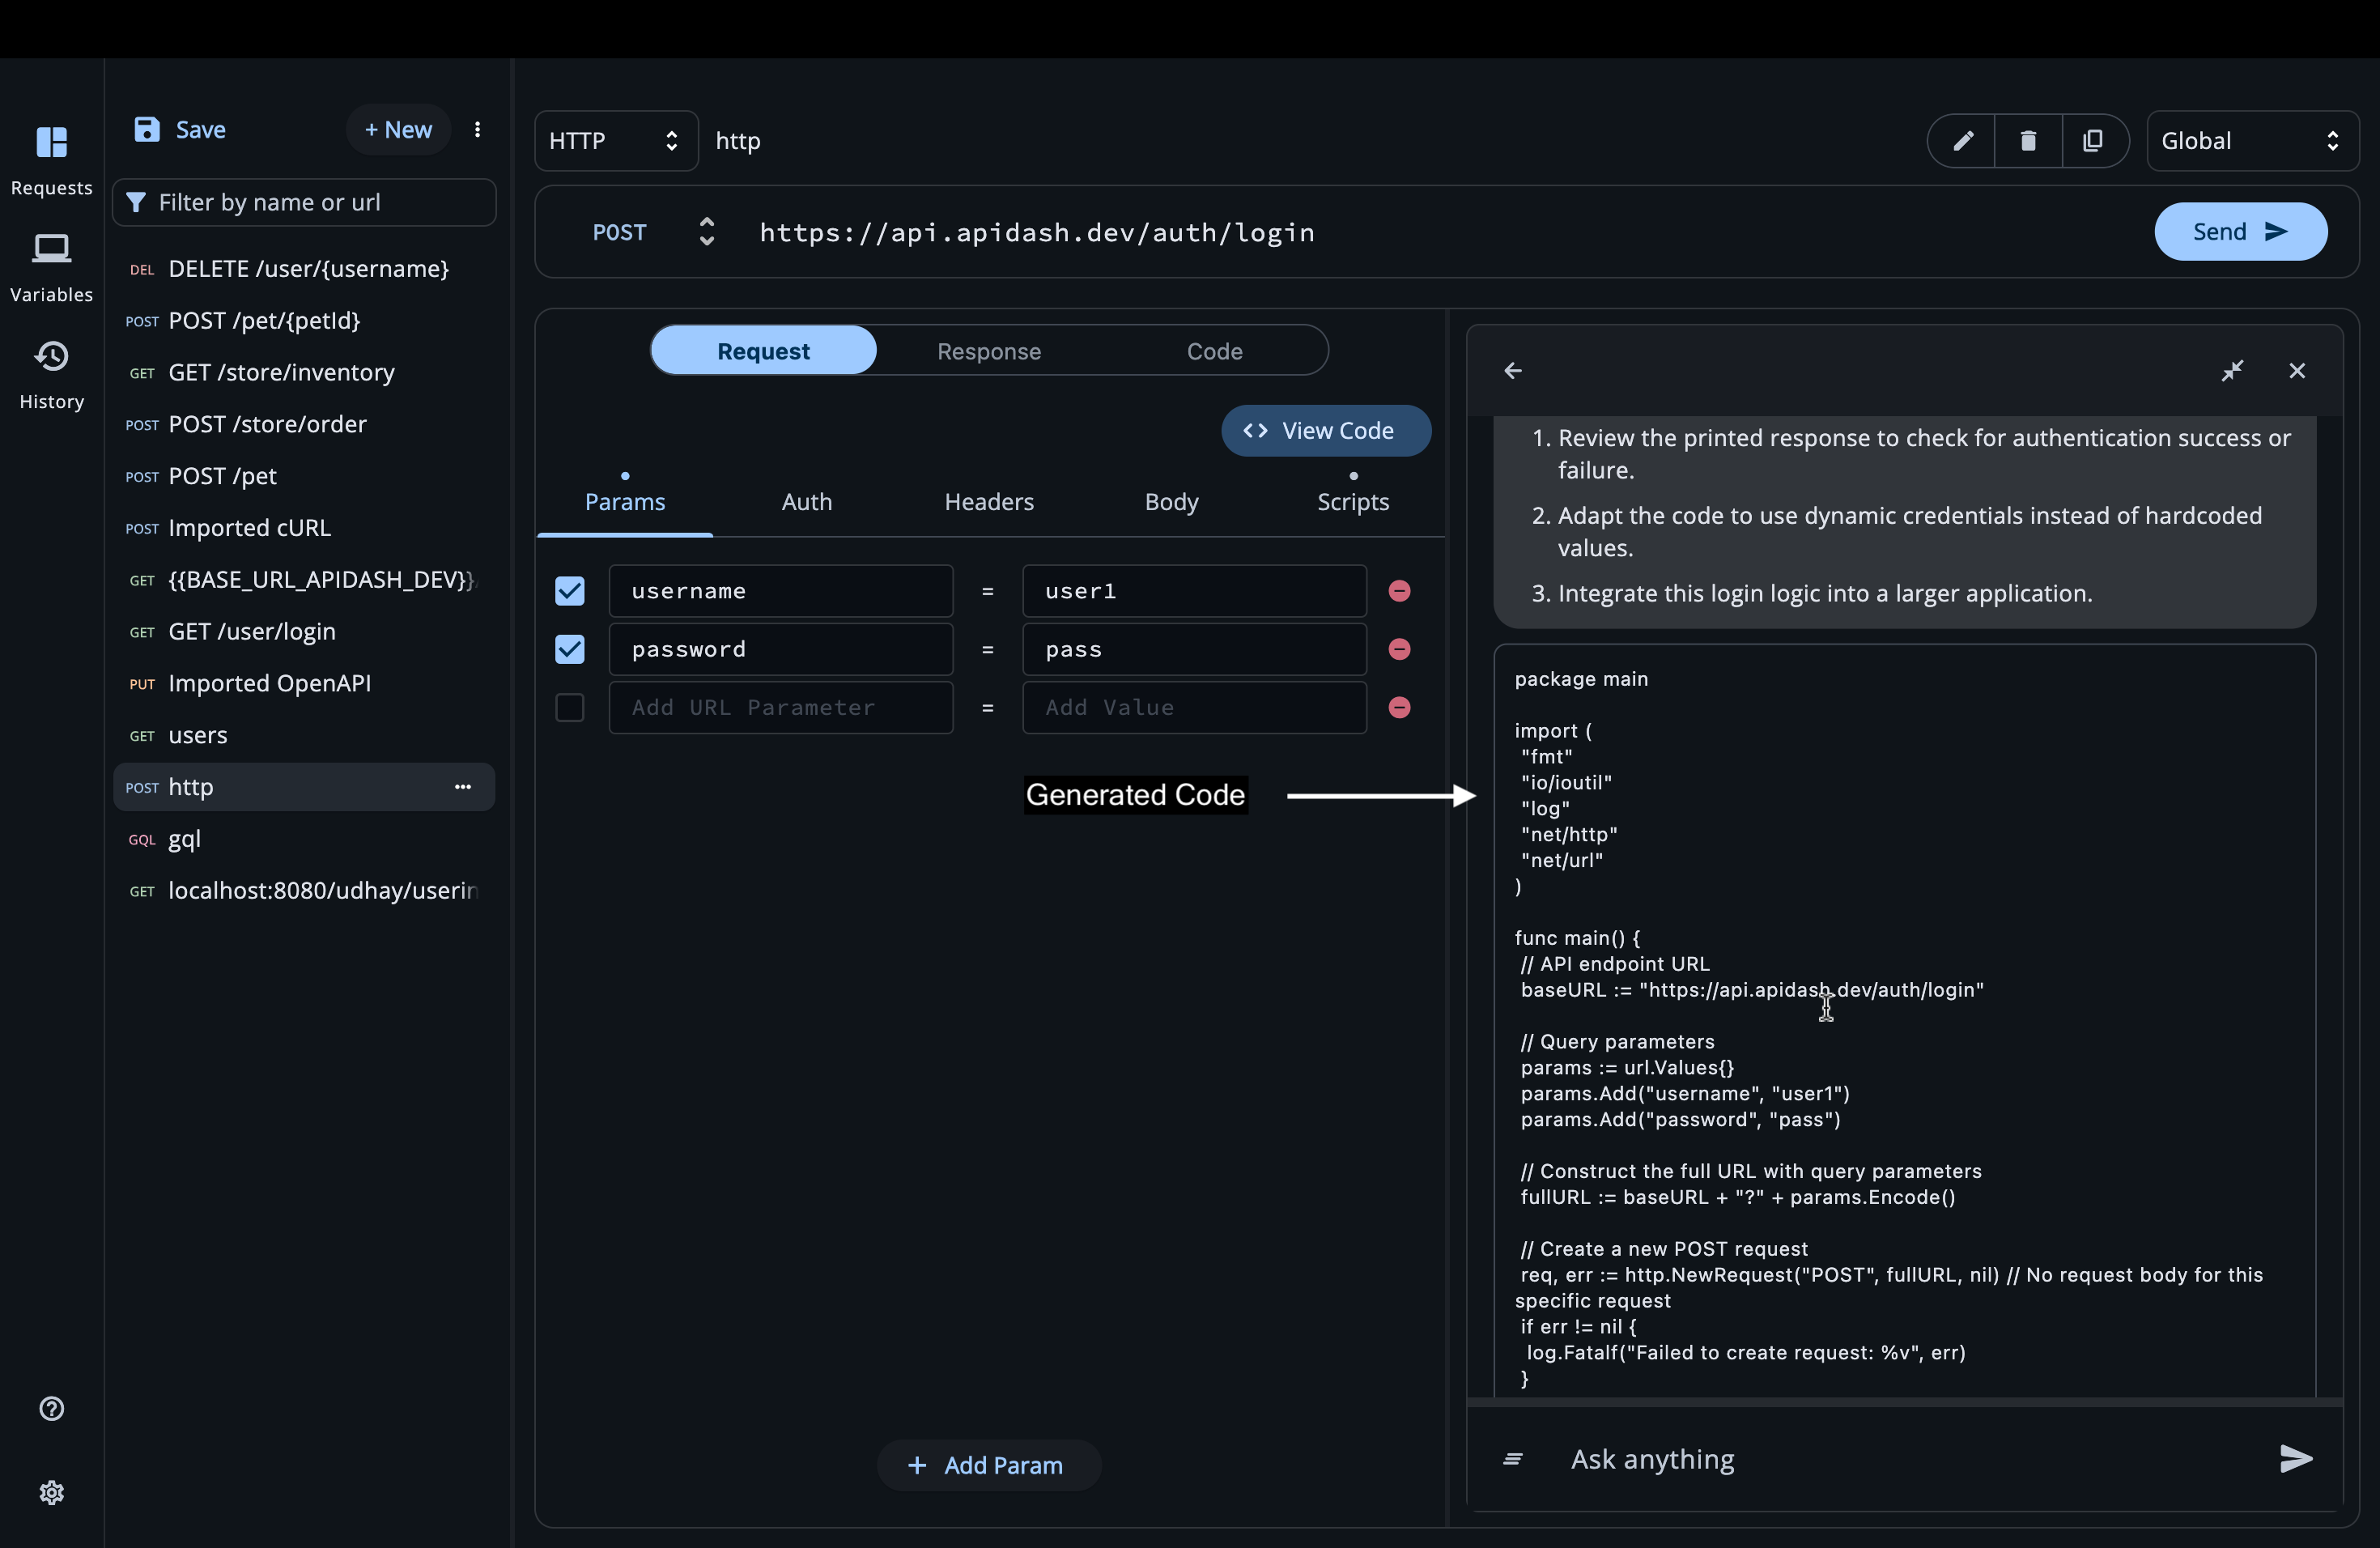 Requests
Variables
History
Save
+ New
Filter by name or url
DEL DELETE /user/{username}
POST POST /pet/{petId}
GET GET /store/inventory
POST POST /store/order
POST POST /pet
POST Imported cURL
GET {{BASE_URL_APIDASH_DEV}}
GET GET /user/login
PUT Imported OpenAPI
GET users
POST http
GQL gql
GET localhost:8080/udhay/userin
HTTP
http
Global
POST
https://api.apidash.dev/auth/login
Send
Request
Response
Code
View Code
Params
Auth
Headers
Body
Scripts
username = user1
password = pass
Add URL Parameter = Add Value
Generated Code
+ Add Param
1. Review the printed response to check for authentication success or
failure.
2. Adapt the code to use dynamic credentials instead of hardcoded
values.
3. Integrate this login logic into a larger application.
package main
import (
"fmt"
"io/ioutil"
"log"
"net/http"
"net/url"
)
func main() {
// API endpoint URL
baseURL := "https://api.apidash.dev/auth/login"
// Query parameters
params := url.Values{}
params.Add("username", "user1")
params.Add("password", "pass")
// Construct the full URL with query parameters
fullURL := baseURL + "?" + params.Encode()
// Create a new POST request
req, err := http.NewRequest("POST", fullURL, nil) // No request body for this
specific request
if err != nil {
log.Fatalf("Failed to create request: %v", err)
}
Ask anything